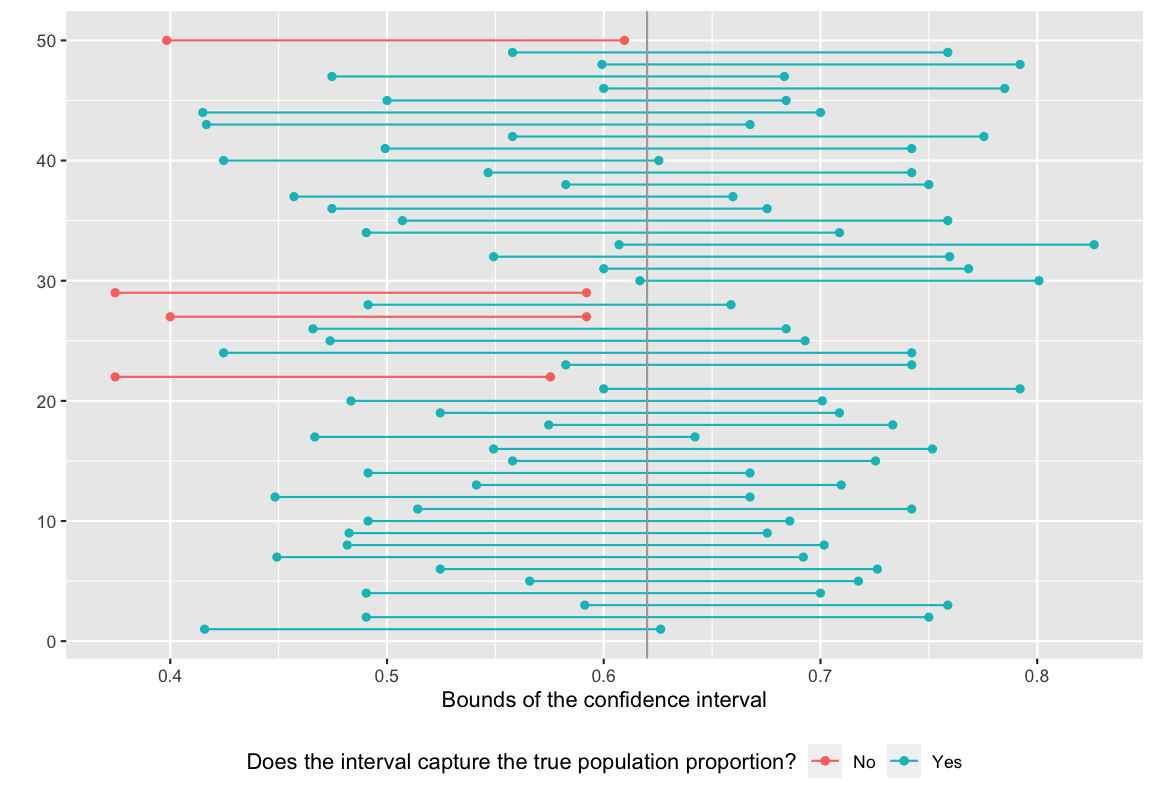 50
40
30
20
10
0
0.4 0.5 0.6 0.7 0.8
Bounds of the confidence interval
Does the interval capture the true population proportion? No Yes